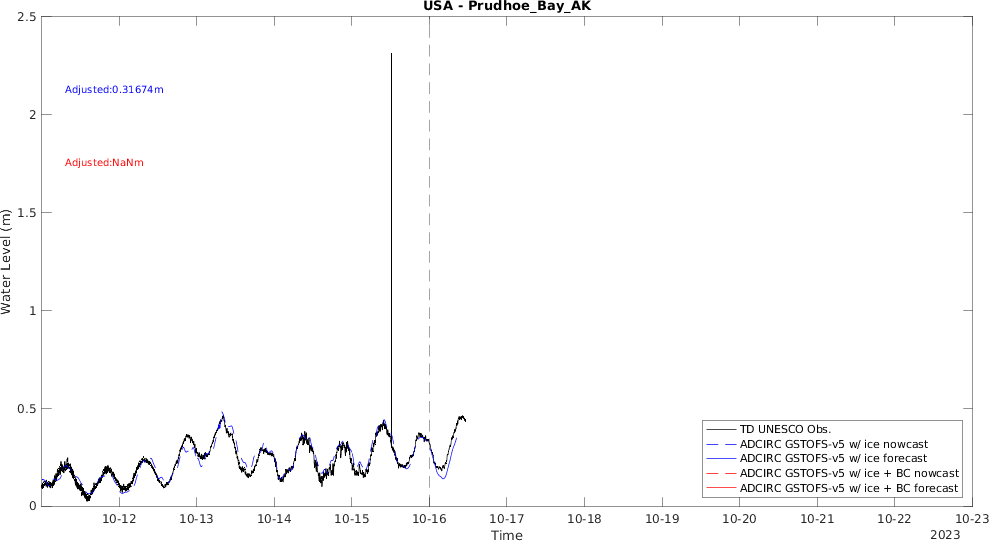 USA - Prudhoe_Bay_AK
2.5
2
1.5
1
0.5
0
Water Level (m)
Adjusted:0.31674m
Adjusted:NaNm
TD UNESCO Obs.
ADCIRC GSTOFS-v5 w/ ice nowcast
ADCIRC GSTOFS-v5 w/ ice forecast
ADCIRC GSTOFS-v5 w/ ice + BC nowcast
ADCIRC GSTOFS-v5 w/ ice + BC forecast
10-12 10-13 10-14 10-15 10-16 10-17 10-18 10-19 10-20 10-21 10-22 10-23
Time
2023